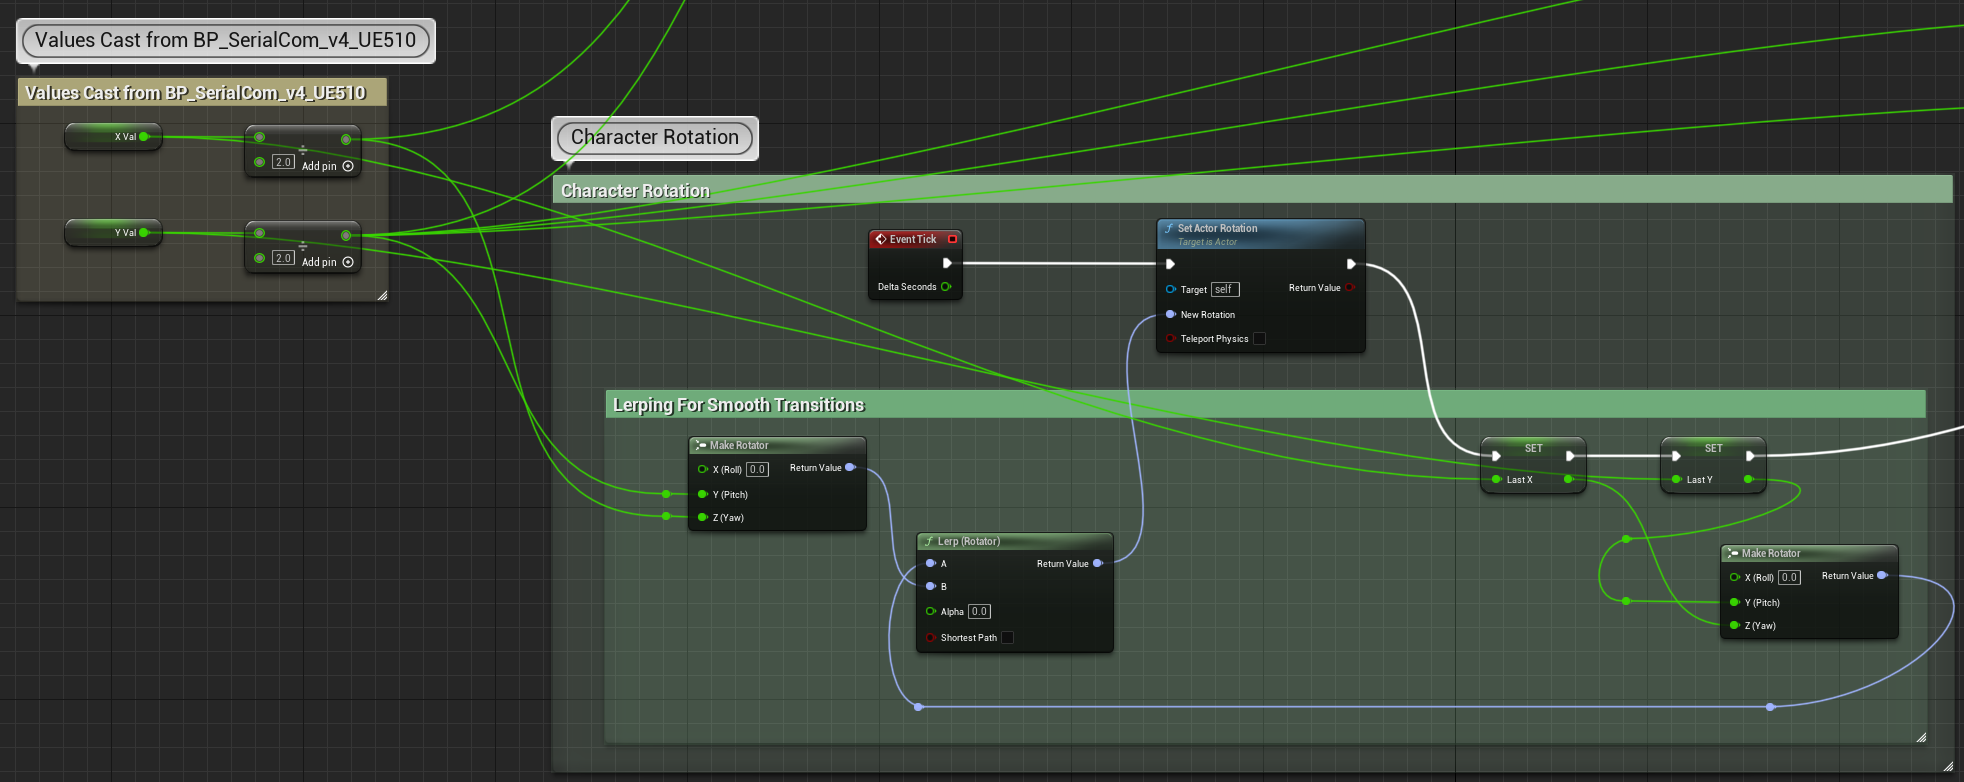 Values Cast from BP_SerialCom_v4_UE510
Values Cast from BP_SerialCom_v4_UE510
X Val
÷
2.0
Add pin
Y Val
÷
2.0
Add pin
Character Rotation
Character Rotation
Event Tick
Delta Seconds
f Set Actor Rotation
Target is Actor
Target self
Return Value
New Rotation
Teleport Physics
Lerping For Smooth Transitions
Make Rotator
X (Roll) 0.0
Return Value
Y (Pitch)
Z (Yaw)
f Lerp (Rotator)
A
Return Value
B
Alpha 0.0
Shortest Path
SET
Last X
SET
Last Y
Make Rotator
X (Roll) 0.0
Return Value
Y (Pitch)
Z (Yaw)